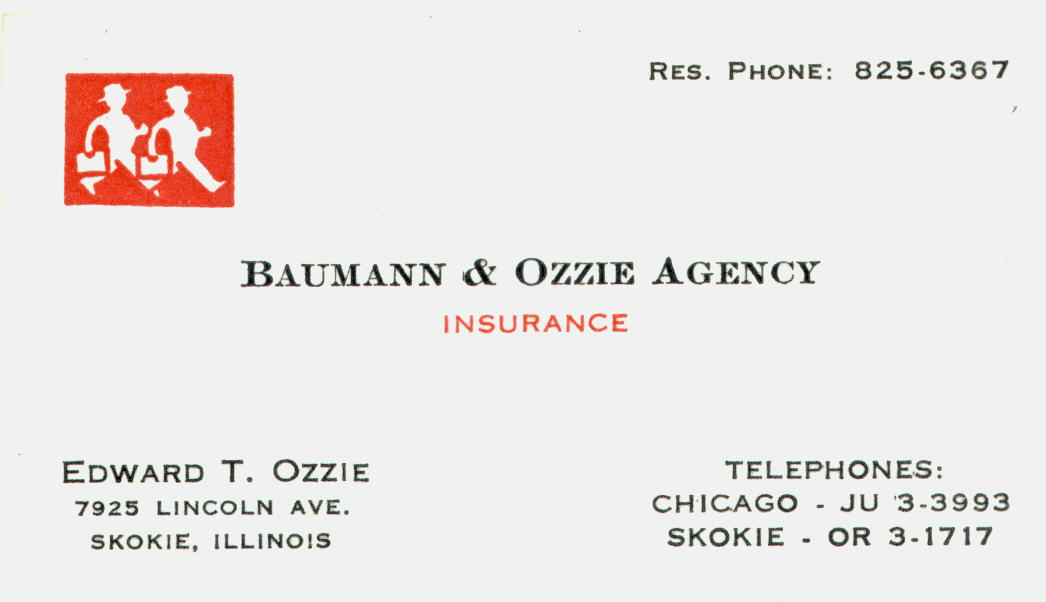 RES. PHONE: 825-6367
BAUMANN & OZZIE AGENCY
INSURANCE
EDWARD T. OZZIE
7925 LINCOLN AVE.
SKOKIE, ILLINOIS
TELEPHONES:
CHICAGO - JU 3-3993
SKOKIE - OR 3-1717